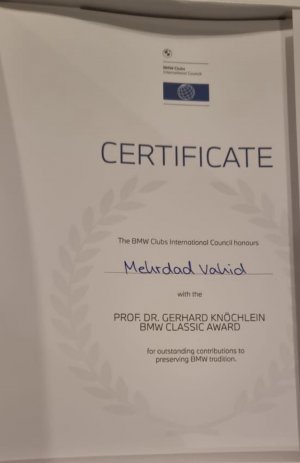 BMW Clubs
International Council
CERTIFICATE
The BMW Clubs International Council honours
Mehrdad Vahid
with the
PROF. DR. GERHARD KNÖCHLEIN
BMW CLASSIC AWARD
for outstanding contributions to
preserving BMW tradition.